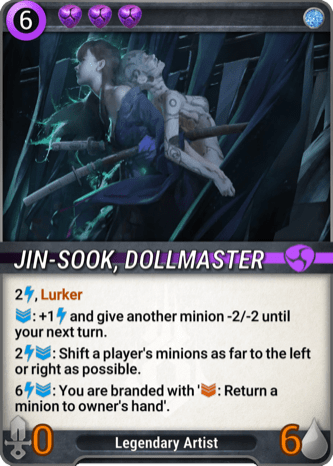 6
JIN-SOOK, DOLLMASTER
2, Lurker
: +1 and give another minion -2/-2 until
your next turn.
2: Shift a player's minions as far to the left
or right as possible.
6: You are branded with ': Return a
minion to owner's hand'.
0 Legendary Artist 6